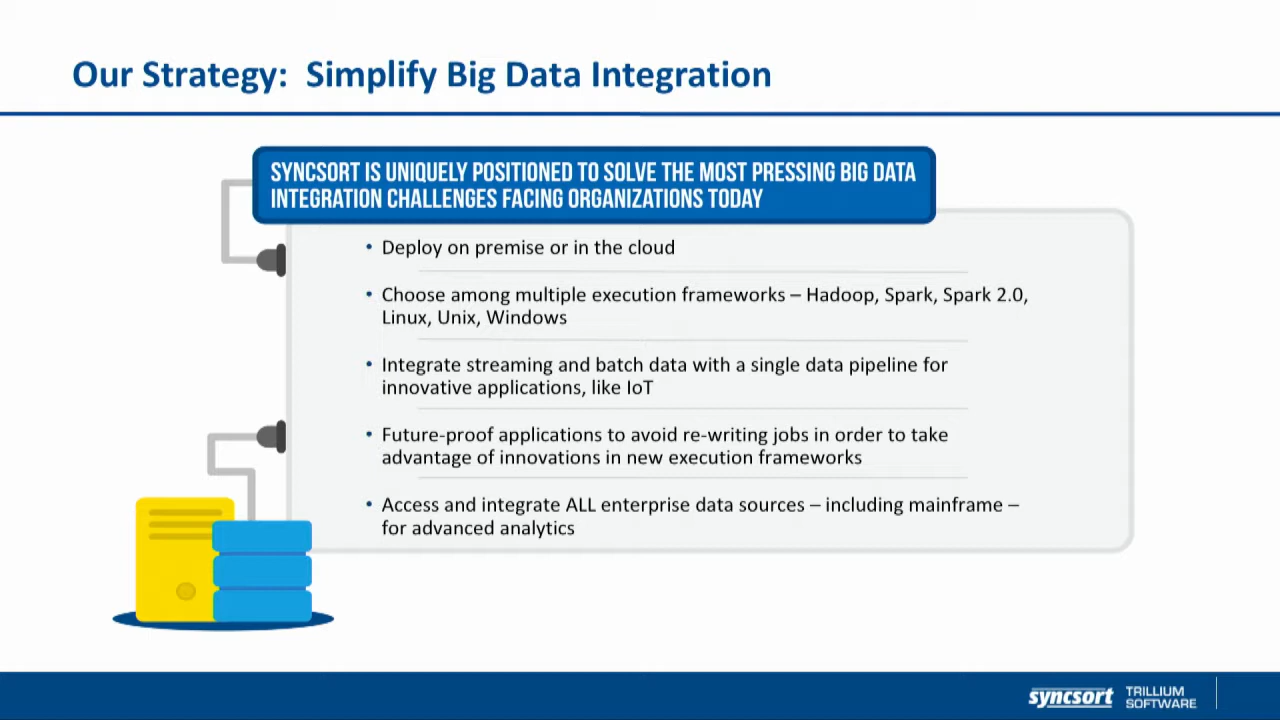 Our Strategy:  Simplify Big Data Integration
SYNCSORT IS UNIQUELY POSITIONED TO SOLVE THE MOST PRESSING BIG DATA
INTEGRATION CHALLENGES FACING ORGANIZATIONS TODAY
• Deploy on premise or in the cloud
• Choose among multiple execution frameworks – Hadoop, Spark, Spark 2.0,
Linux, Unix, Windows
• Integrate streaming and batch data with a single data pipeline for
innovative applications, like IoT
• Future-proof applications to avoid re-writing jobs in order to take
advantage of innovations in new execution frameworks
• Access and integrate ALL enterprise data sources – including mainframe –
for advanced analytics
syncsort
TRILLIUM
SOFTWARE